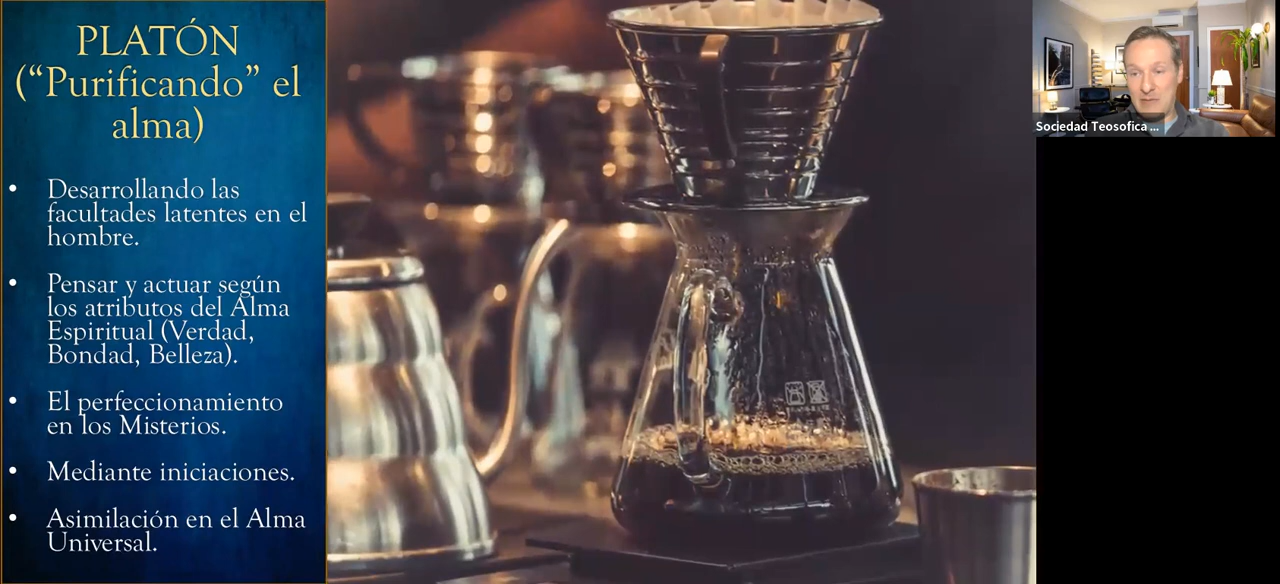 PLATÓN
(“Purificando” el
alma)
• Desarrollando las
facultades latentes en el
hombre.
• Pensar y actuar según
los atributos del Alma
Espiritual (Verdad,
Bondad, Belleza).
• El perfeccionamiento
en los Misterios.
• Mediante iniciaciones.
• Asimilación en el Alma
Universal.
Sociedad Teosofica ...